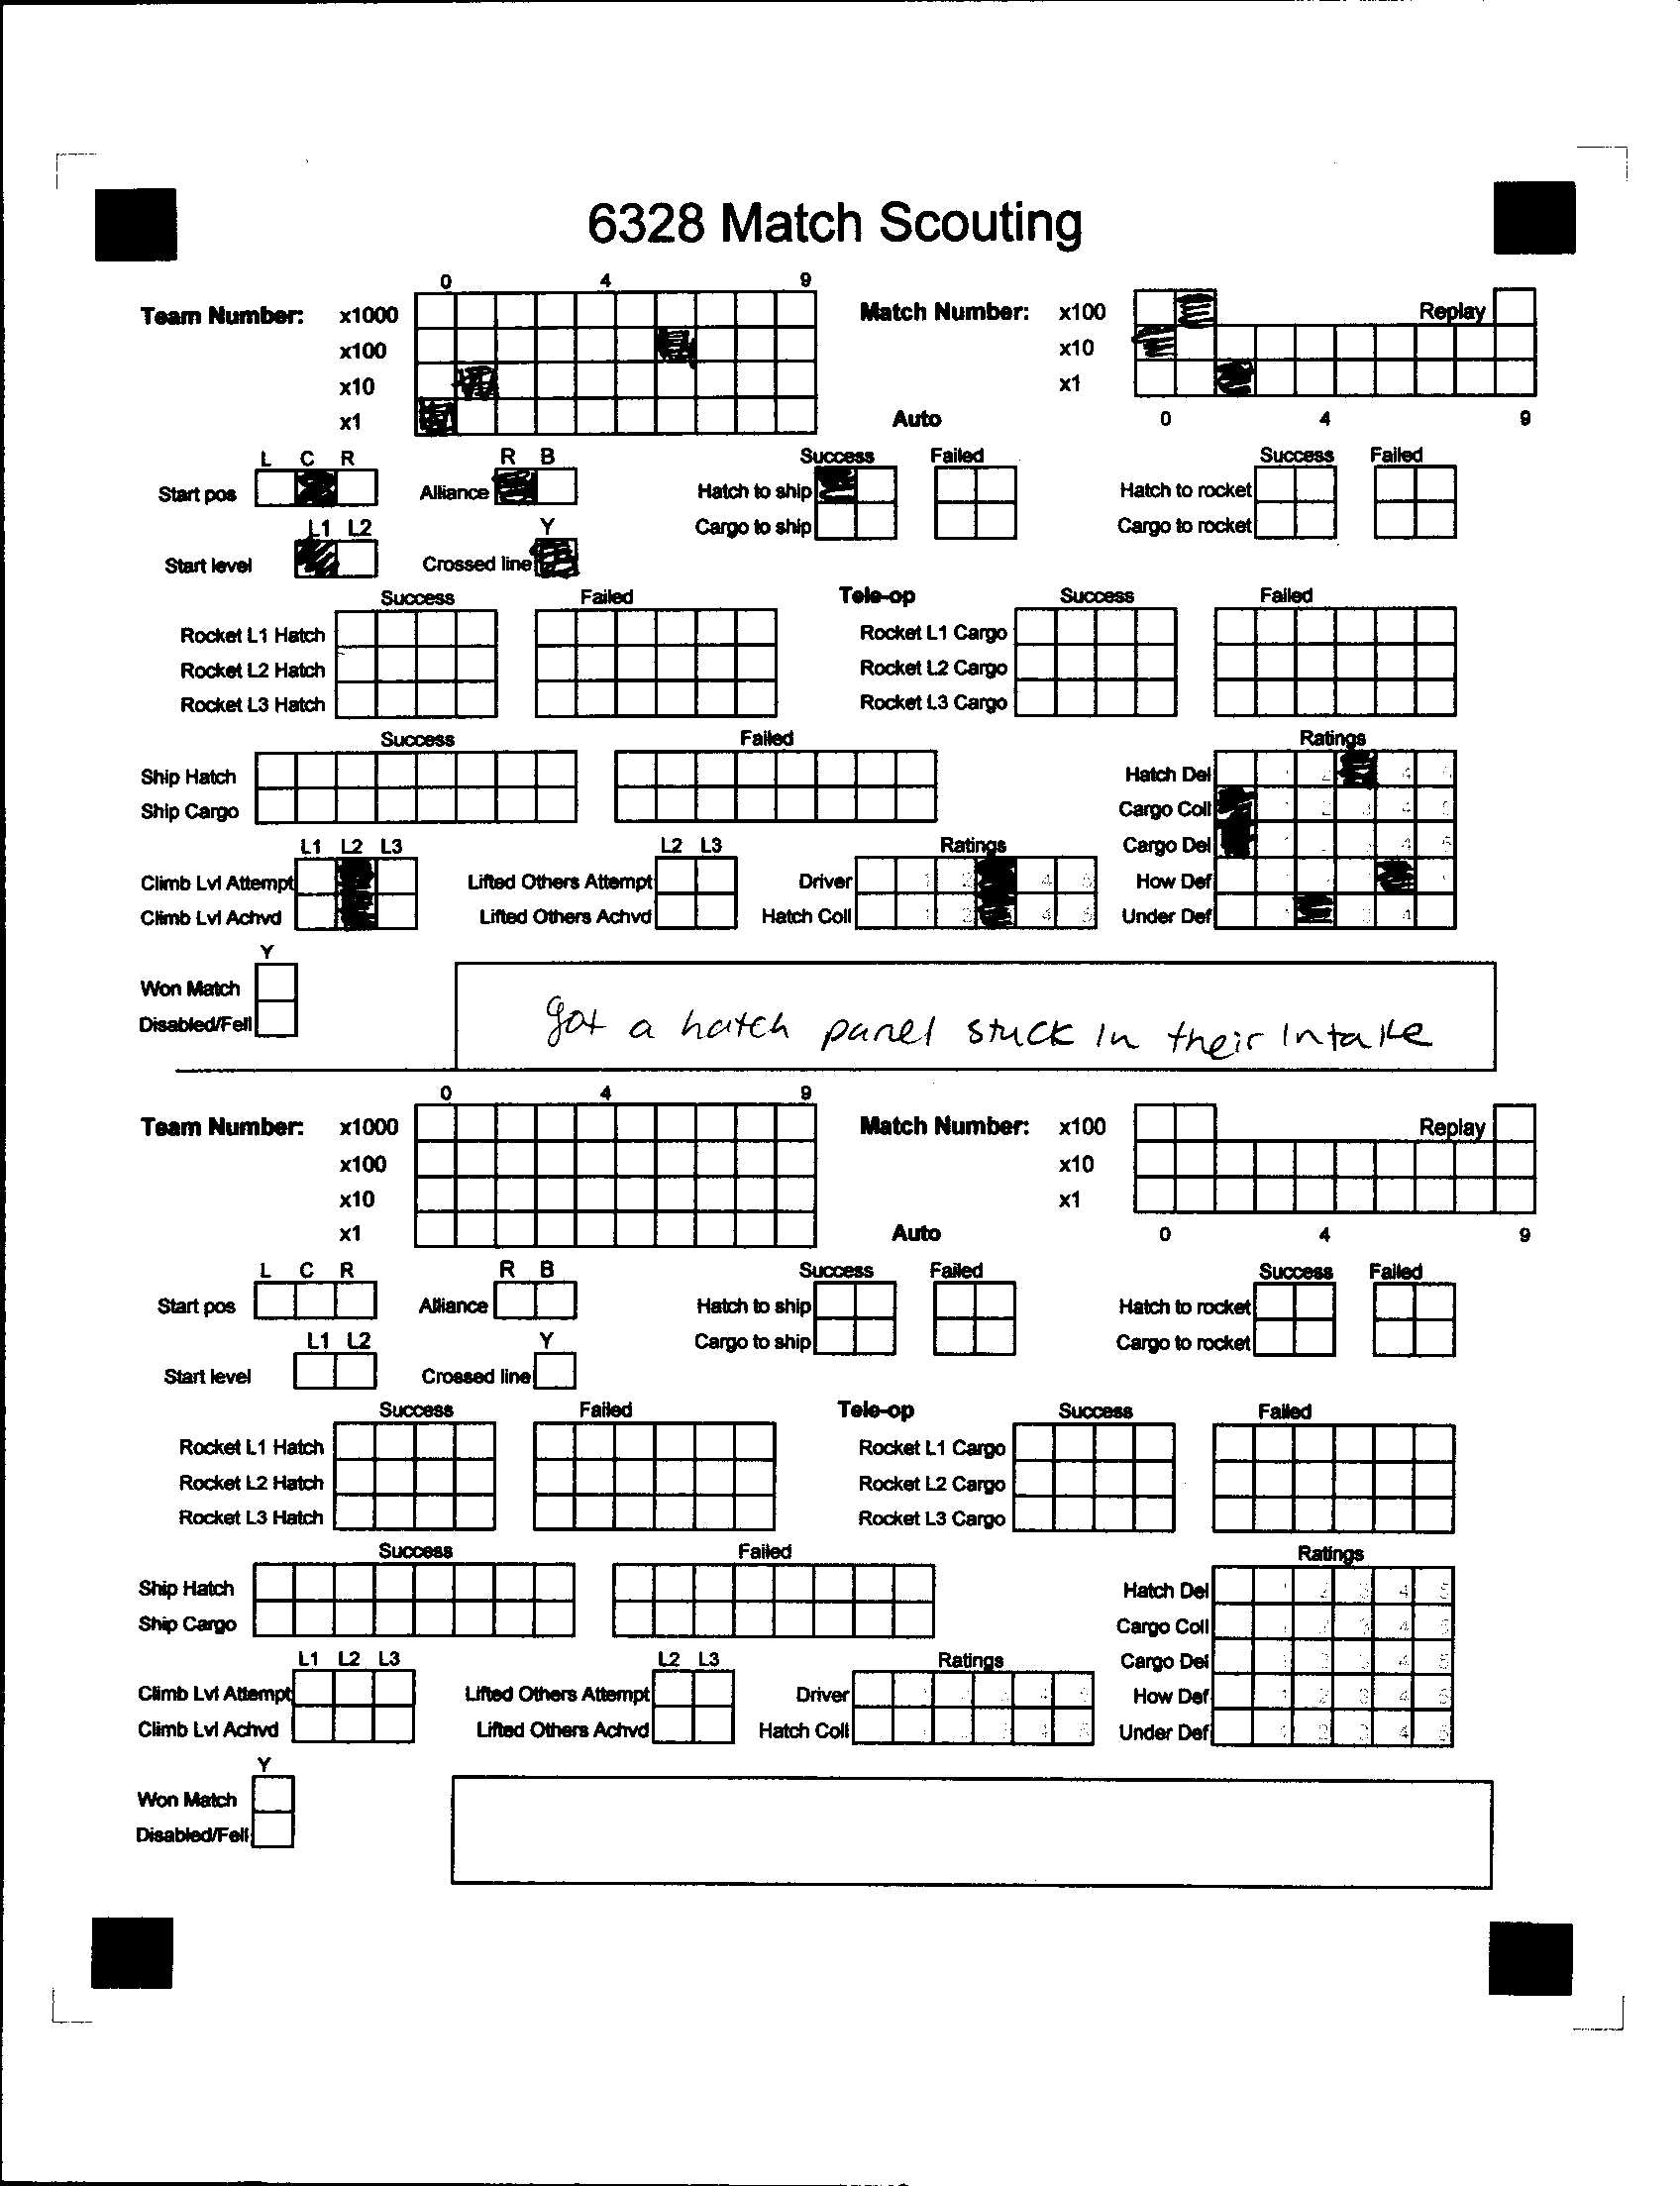 6328 Match Scouting
0 4 9
Team Number: x1000 Match Number: x100 Replay
x100 x10
x10 x1
x1 Auto 0 4 9
L C R R B Success Failed Success Failed
Start pos Alliance Hatch to ship Hatch to rocket
Cargo to ship Cargo to rocket
L1 L2 Y
Start level Crossed line
Success Failed Tele-op Success Failed
Rocket L1 Hatch Rocket L1 Cargo
Rocket L2 Hatch Rocket L2 Cargo
Rocket L3 Hatch Rocket L3 Cargo
Success Failed Ratings
Ship Hatch Hatch Del 1 2 4 5
Ship Cargo Cargo Coll 1 2 3 4 5
L1 L2 L3 L2 L3 Ratings Cargo Del 4 5
Climb Lvl Attempt Lifted Others Attempt Driver 1 2 4 5 How Def
Climb Lvl Achvd Lifted Others Achvd Hatch Coll 1 2 4 5 Under Def 1 3 4
Y
Won Match
Disabled/Fell
got a hatch panel stuck in their intake
0 4 9
Team Number: x1000 Match Number: x100 Replay
x100 x10
x10 x1
x1 Auto 0 4 9
L C R R B Success Failed Success Failed
Start pos Alliance Hatch to ship Hatch to rocket
Cargo to ship Cargo to rocket
L1 L2 Y
Start level Crossed line
Success Failed Tele-op Success Failed
Rocket L1 Hatch Rocket L1 Cargo
Rocket L2 Hatch Rocket L2 Cargo
Rocket L3 Hatch Rocket L3 Cargo
Success Failed Ratings
Ship Hatch Hatch Del 1 2 3 4 5
Ship Cargo Cargo Coll 1 2 3 4 5
L1 L2 L3 L2 L3 Ratings Cargo Del 1 2 3 4 5
Climb Lvl Attempt Lifted Others Attempt Driver 1 2 3 4 5 How Def 1 2 3 4 5
Climb Lvl Achvd Lifted Others Achvd Hatch Coll 1 2 3 4 5 Under Def 1 2 3 4 5
Y
Won Match
Disabled/Fell